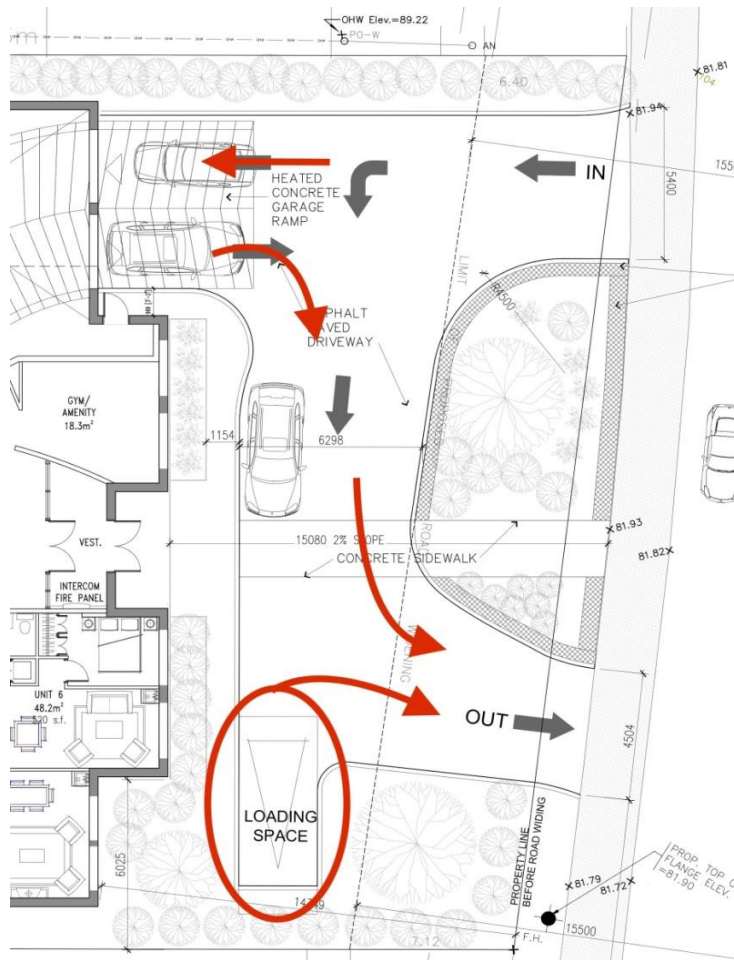 OHW Elev.=89.22
PO-W
AN
6.40
81.81
81.94
IN
5400
HEATED
CONCRETE
GARAGE
RAMP
LIMIT
R4500
ASPHALT
PAVED
DRIVEWAY
GYM/
AMENITY
18.3m²
1154
6298
15080 2% SLOPE
CONCRETE SIDEWALK
ROAD
81.93
81.82
VEST.
INTERCOM
FIRE PANEL
WIDENING
UNIT 6
48.2m²
520 s.f.
OUT
4504
LOADING
SPACE
6025
PROPERTY LINE
BEFORE ROAD WIDING
PROP. TOP O
FLANGE ELEV.
=81.90
81.79
81.72
F.H.
15500
7.12